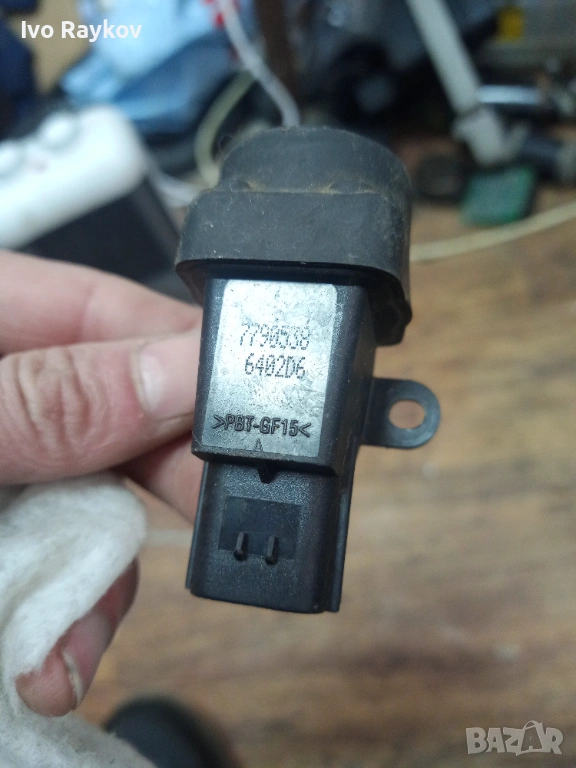 Ivo Raykov
7790538
6402D6
>PBT-GF15<
BAZAR